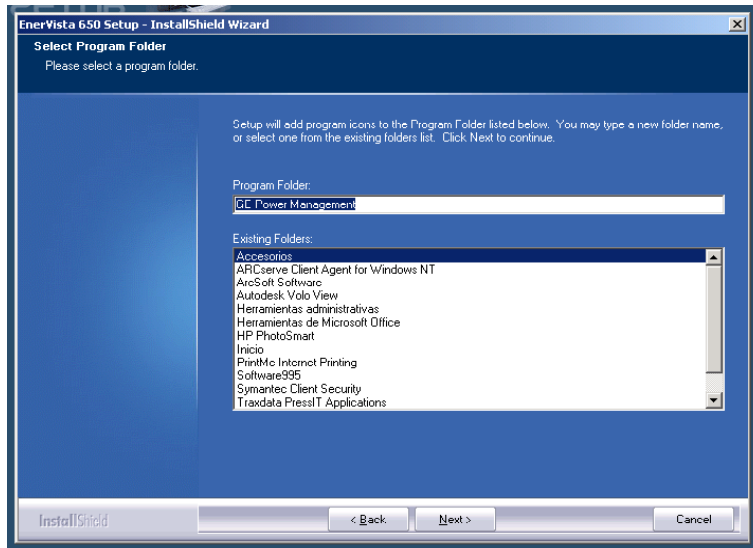 SETUP
EnerVista 650 Setup - InstallShield Wizard
Select Program Folder
Please select a program folder.
Setup will add program icons to the Program Folder listed below. You may type a new folder name,
or select one from the existing folders list. Click Next to continue.
Program Folder:
GE Power Management
Existing Folders:
Accesorios
ARCserve Client Agent for Windows NT
ArcSoft Software
Autodesk Volo View
Herramientas administrativas
Herramientas de Microsoft Office
HP PhotoSmart
Inicio
PrintMe Internet Printing
Software995
Symantec Client Security
Traxdata PressIT Applications
InstallShield
< Back
Next >
Cancel